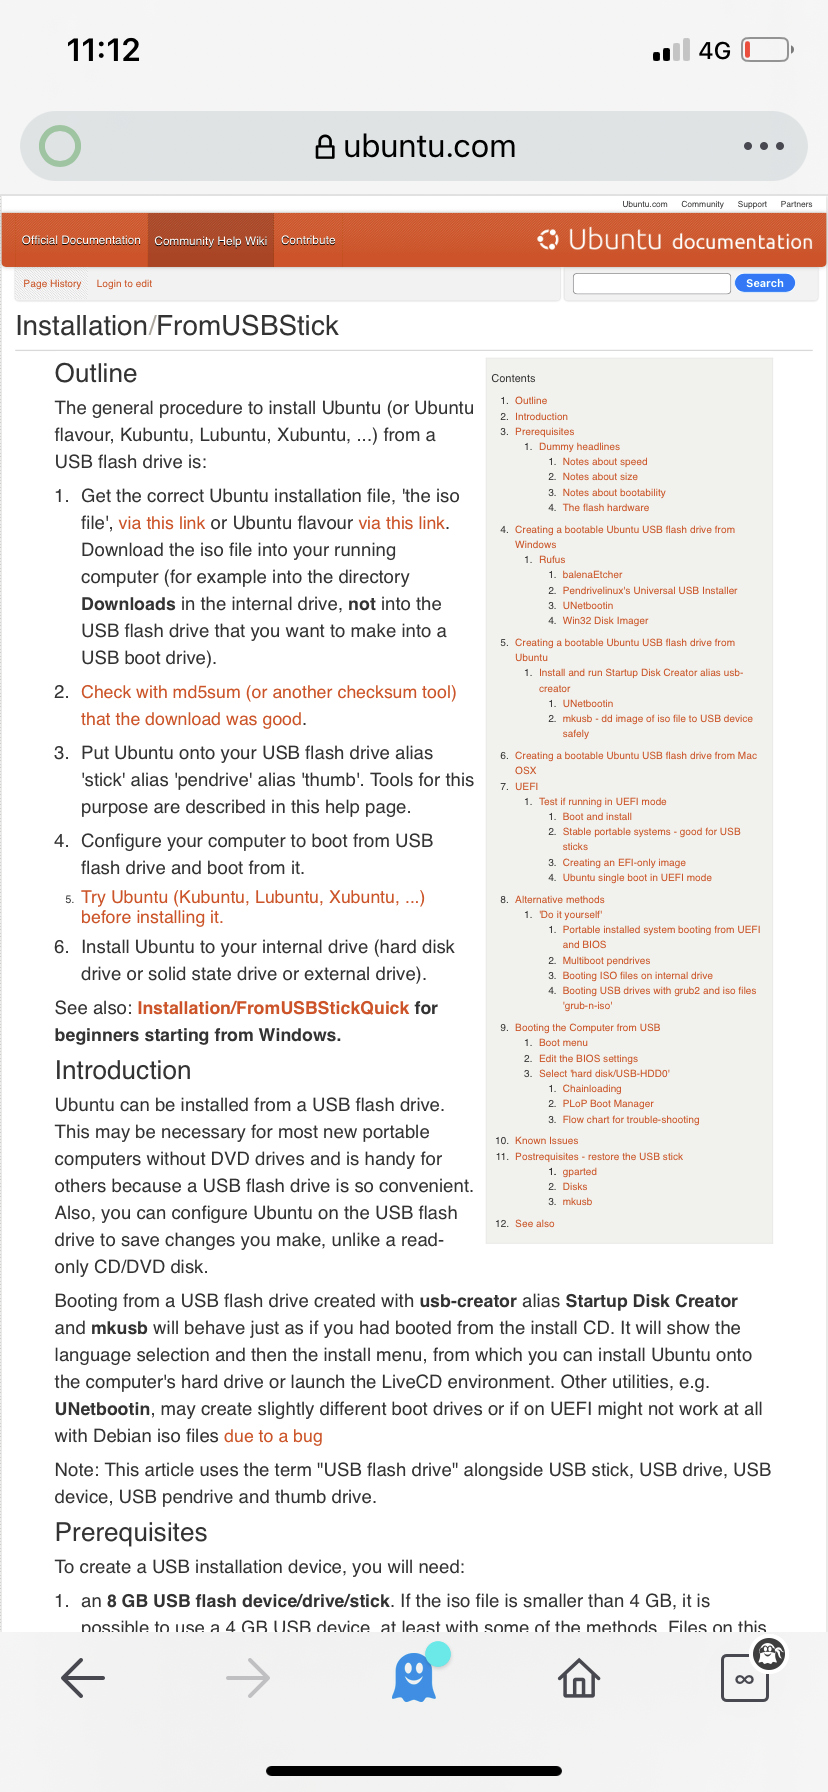 11:12
4G
ubuntu.com
Ubuntu.com Community Support Partners
Official Documentation Community Help Wiki Contribute
Ubuntu documentation
Page History Login to edit
Search
Installation/FromUSBStick
Outline
The general procedure to install Ubuntu (or Ubuntu
flavour, Kubuntu, Lubuntu, Xubuntu, ...) from a
USB flash drive is:
1. Get the correct Ubuntu installation file, 'the iso
file', via this link or Ubuntu flavour via this link.
Download the iso file into your running
computer (for example into the directory
Downloads in the internal drive, not into the
USB flash drive that you want to make into a
USB boot drive).
2. Check with md5sum (or another checksum tool)
that the download was good.
3. Put Ubuntu onto your USB flash drive alias
'stick' alias 'pendrive' alias 'thumb'. Tools for this
purpose are described in this help page.
4. Configure your computer to boot from USB
flash drive and boot from it.
5. Try Ubuntu (Kubuntu, Lubuntu, Xubuntu, ...)
before installing it.
6. Install Ubuntu to your internal drive (hard disk
drive or solid state drive or external drive).
See also: Installation/FromUSBStickQuick for
beginners starting from Windows.
Introduction
Ubuntu can be installed from a USB flash drive.
This may be necessary for most new portable
computers without DVD drives and is handy for
others because a USB flash drive is so convenient.
Also, you can configure Ubuntu on the USB flash
drive to save changes you make, unlike a read-
only CD/DVD disk.
Contents
1. Outline
2. Introduction
3. Prerequisites
1. Dummy headlines
1. Notes about speed
2. Notes about size
3. Notes about bootability
4. The flash hardware
4. Creating a bootable Ubuntu USB flash drive from
Windows
1. Rufus
1. balenaEtcher
2. Pendrivelinux's Universal USB Installer
3. UNetbootin
4. Win32 Disk Imager
5. Creating a bootable Ubuntu USB flash drive from
Ubuntu
1. Install and run Startup Disk Creator alias usb-
creator
1. UNetbootin
2. mkusb - dd image of iso file to USB device
safely
6. Creating a bootable Ubuntu USB flash drive from Mac
OSX
7. UEFI
1. Test if running in UEFI mode
1. Boot and install
2. Stable portable systems - good for USB
sticks
3. Creating an EFI-only image
4. Ubuntu single boot in UEFI mode
8. Alternative methods
1. 'Do it yourself'
1. Portable installed system booting from UEFI
and BIOS
2. Multiboot pendrives
3. Booting ISO files on internal drive
4. Booting USB drives with grub2 and iso files
'grub-n-iso'
9. Booting the Computer from USB
1. Boot menu
2. Edit the BIOS settings
3. Select 'hard disk/USB-HDD0'
1. Chainloading
2. PLoP Boot Manager
3. Flow chart for trouble-shooting
10. Known Issues
11. Postrequisites - restore the USB stick
1. gparted
2. Disks
3. mkusb
12. See also
Booting from a USB flash drive created with usb-creator alias Startup Disk Creator
and mkusb will behave just as if you had booted from the install CD. It will show the
language selection and then the install menu, from which you can install Ubuntu onto
the computer's hard drive or launch the LiveCD environment. Other utilities, e.g.
UNetbootin, may create slightly different boot drives or if on UEFI might not work at all
with Debian iso files due to a bug
Note: This article uses the term "USB flash drive" alongside USB stick, USB drive, USB
device, USB pendrive and thumb drive.
Prerequisites
To create a USB installation device, you will need:
1. an 8 GB USB flash device/drive/stick. If the iso file is smaller than 4 GB, it is
possible to use a 4 GB USB device, at least with some of the methods. Files on this